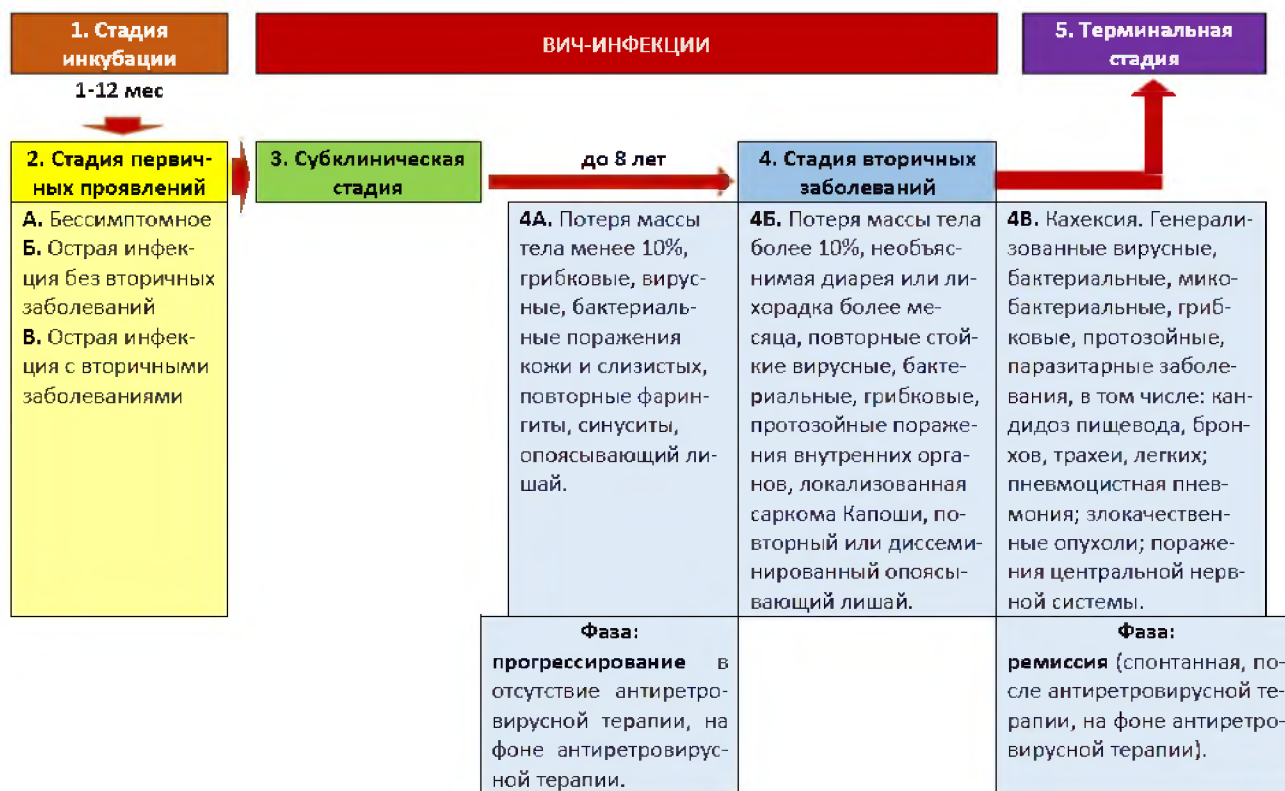 1. Стадия
инкубации
ВИЧ-ИНФЕКЦИИ
5. Терминальная
стадия
1-12 мес
2. Стадия первич-
ных проявлений
3. Субклиническая
стадия
до 8 лет
4. Стадия вторичных
заболеваний
А. Бессимптомное
Б. Острая инфек-
ция без вторичных
заболеваний
В. Острая инфек-
ция с вторичными
заболеваниями
4А. Потеря массы
тела менее 10%,
грибковые, вирус-
ные, бактериаль-
ные поражения
кожи и слизистых,
повторные фарин-
гиты, синуситы,
опоясывающий ли-
шай.
4Б. Потеря массы тела
более 10%, необъяс-
нимая диарея или ли-
хорадка более ме-
сяца, повторные стой-
кие вирусные, бакте-
риальные, грибковые,
протозойные пораже-
ния внутренних орга-
нов, локализованная
саркома Капоши, по-
вторный или диссеми-
нированный опоясы-
вающий лишай.
4В. Кахексия. Генерали-
зованные вирусные,
бактериальные, мико-
бактериальные, гриб-
ковые, протозойные,
паразитарные заболе-
вания, в том числе: кан-
дидоз пищевода, брон-
хов, трахеи, легких;
пневмоцистная пнев-
мония; злокачествен-
ные опухоли; пораже-
ния центральной нерв-
ной системы.
Фаза:
прогрессирование в
отсутствие антиретро-
вирусной терапии, на
фоне антиретровирус-
ной терапии.
Фаза:
ремиссия (спонтанная, по-
сле антиретровирусной те-
рапии, на фоне антиретро-
вирусной терапии).